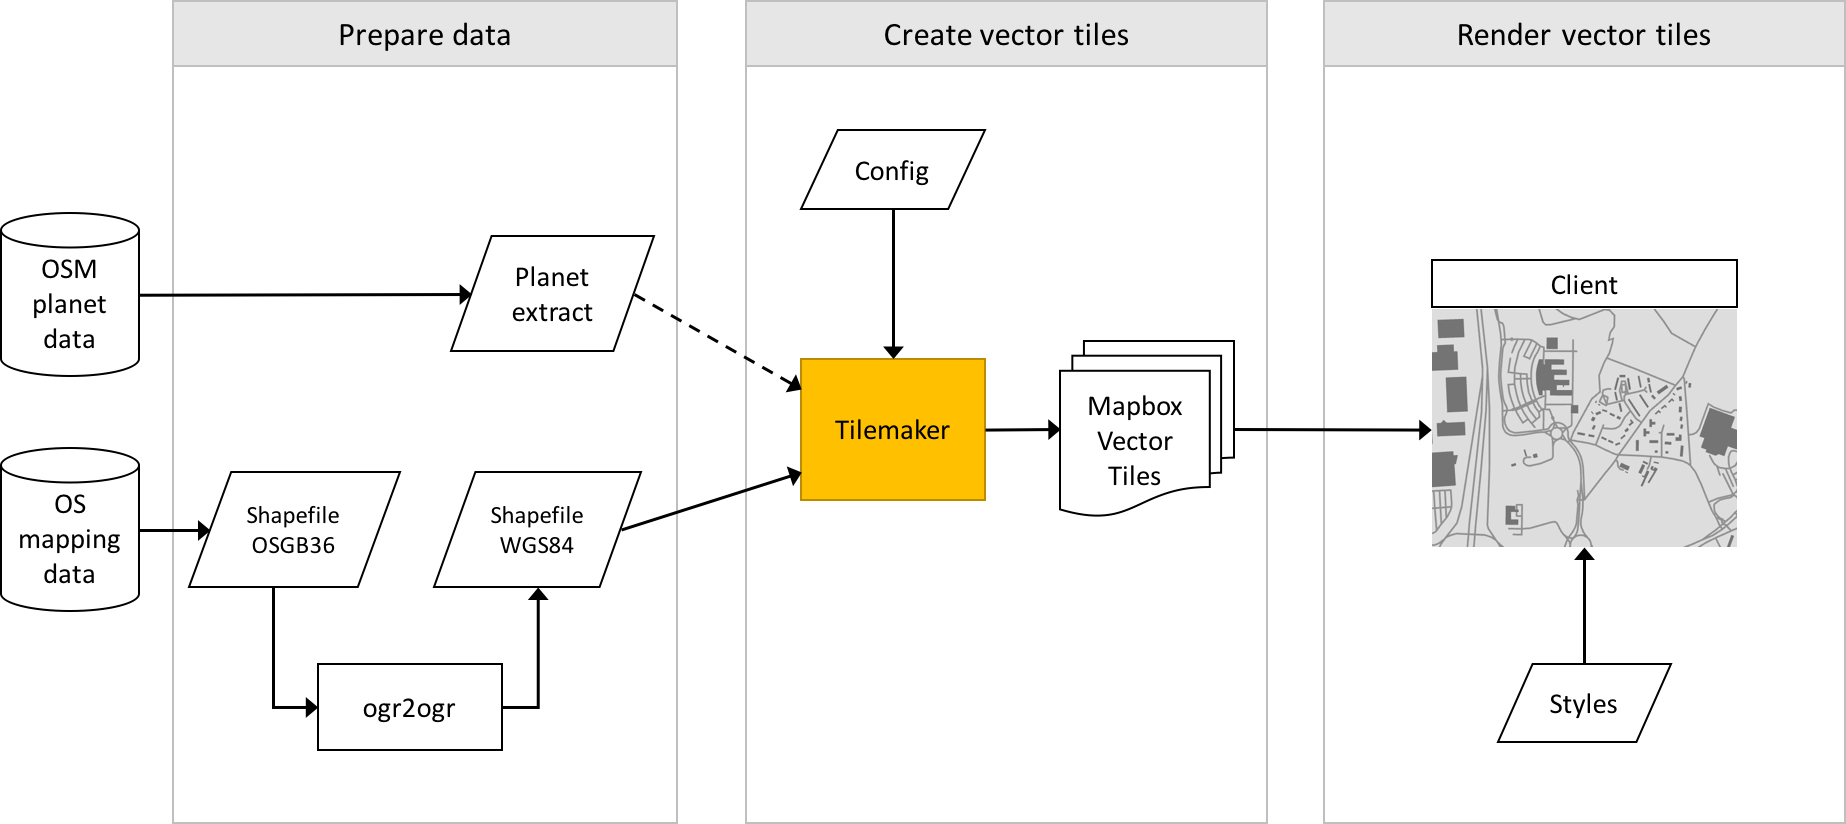 Prepare data
Create vector tiles
Render vector tiles
OSM
planet
data
Planet
extract
OS
mapping
data
Shapefile
OSGB36
Shapefile
WGS84
ogr2ogr
Config
Tilemaker
Mapbox
Vector
Tiles
Client
Styles